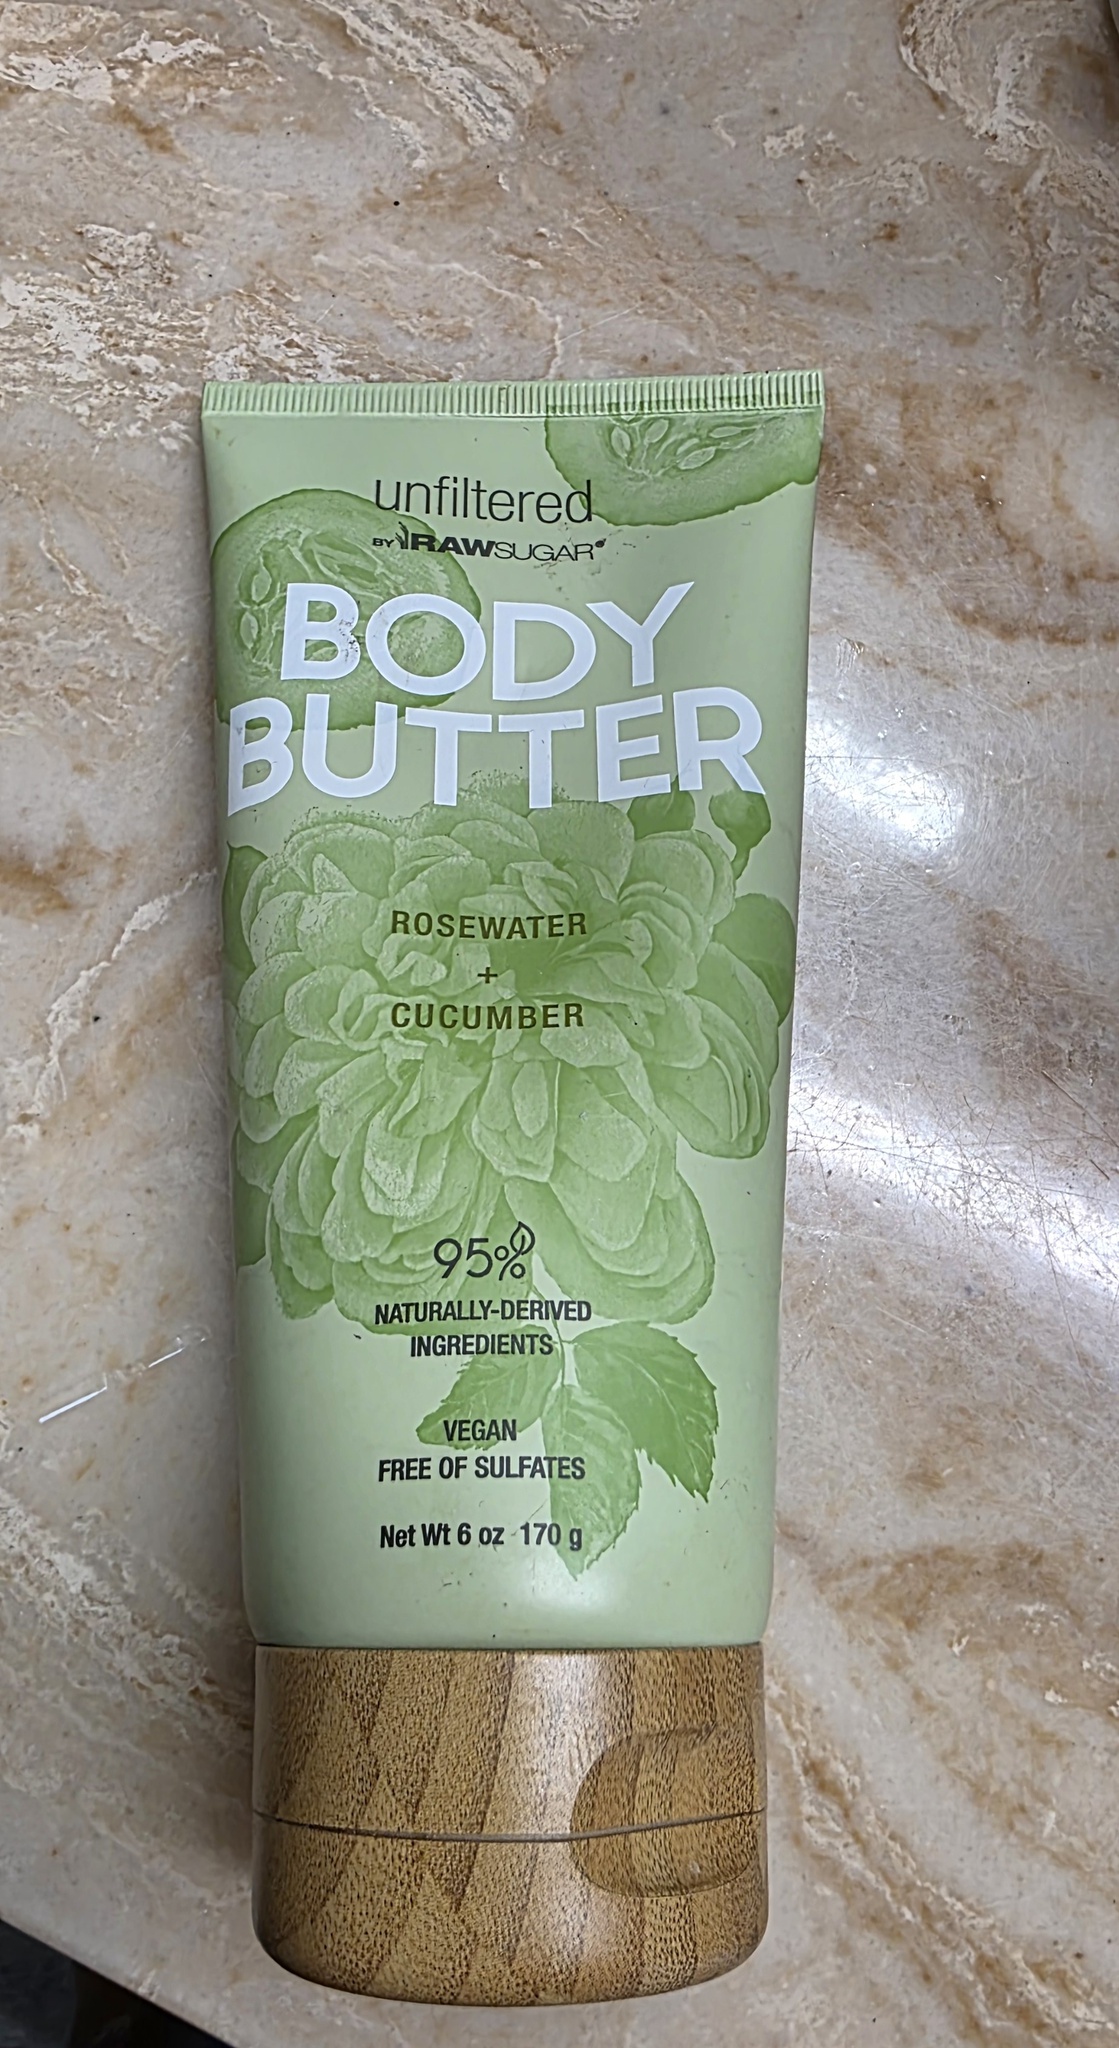 unfiltered
BY RAWSUGAR®
BODY
BUTTER
ROSEWATER
+
CUCUMBER
95%
NATURALLY-DERIVED
INGREDIENTS
VEGAN
FREE OF SULFATES
Net Wt 6 oz 170 g